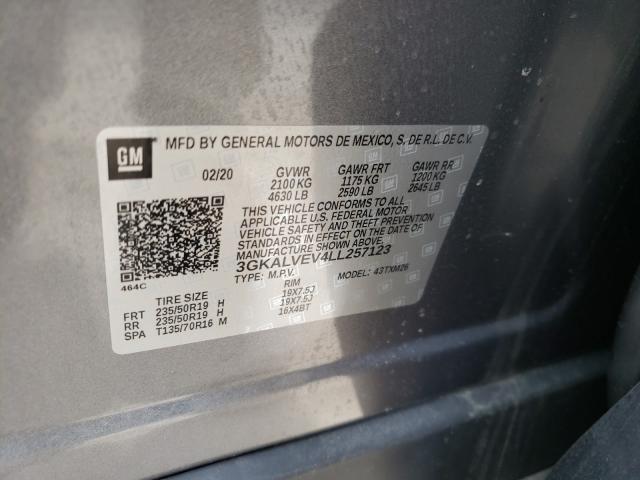 GM
MFD BY GENERAL MOTORS DE MEXICO, S. DE R.L. DE C.V.
02/20 GVWR GAWR FRT GAWR RR
2100 KG 1175 KG 1200 KG
4630 LB 2590 LB 2645 LB
THIS VEHICLE CONFORMS TO ALL
APPLICABLE U.S. FEDERAL MOTOR
VEHICLE SAFETY AND THEFT PREVENTION
STANDARDS IN EFFECT ON THE DATE OF
MANUFACTURE SHOWN ABOVE.
3GKALVEV4LL257123
TYPE: M.P.V. MODEL: 43TXM26
464C
TIRE SIZE RIM
FRT 235/50R19 H 19X7.5J
RR 235/50R19 H 19X7.5J
SPA T135/70R16 M 16X4BT